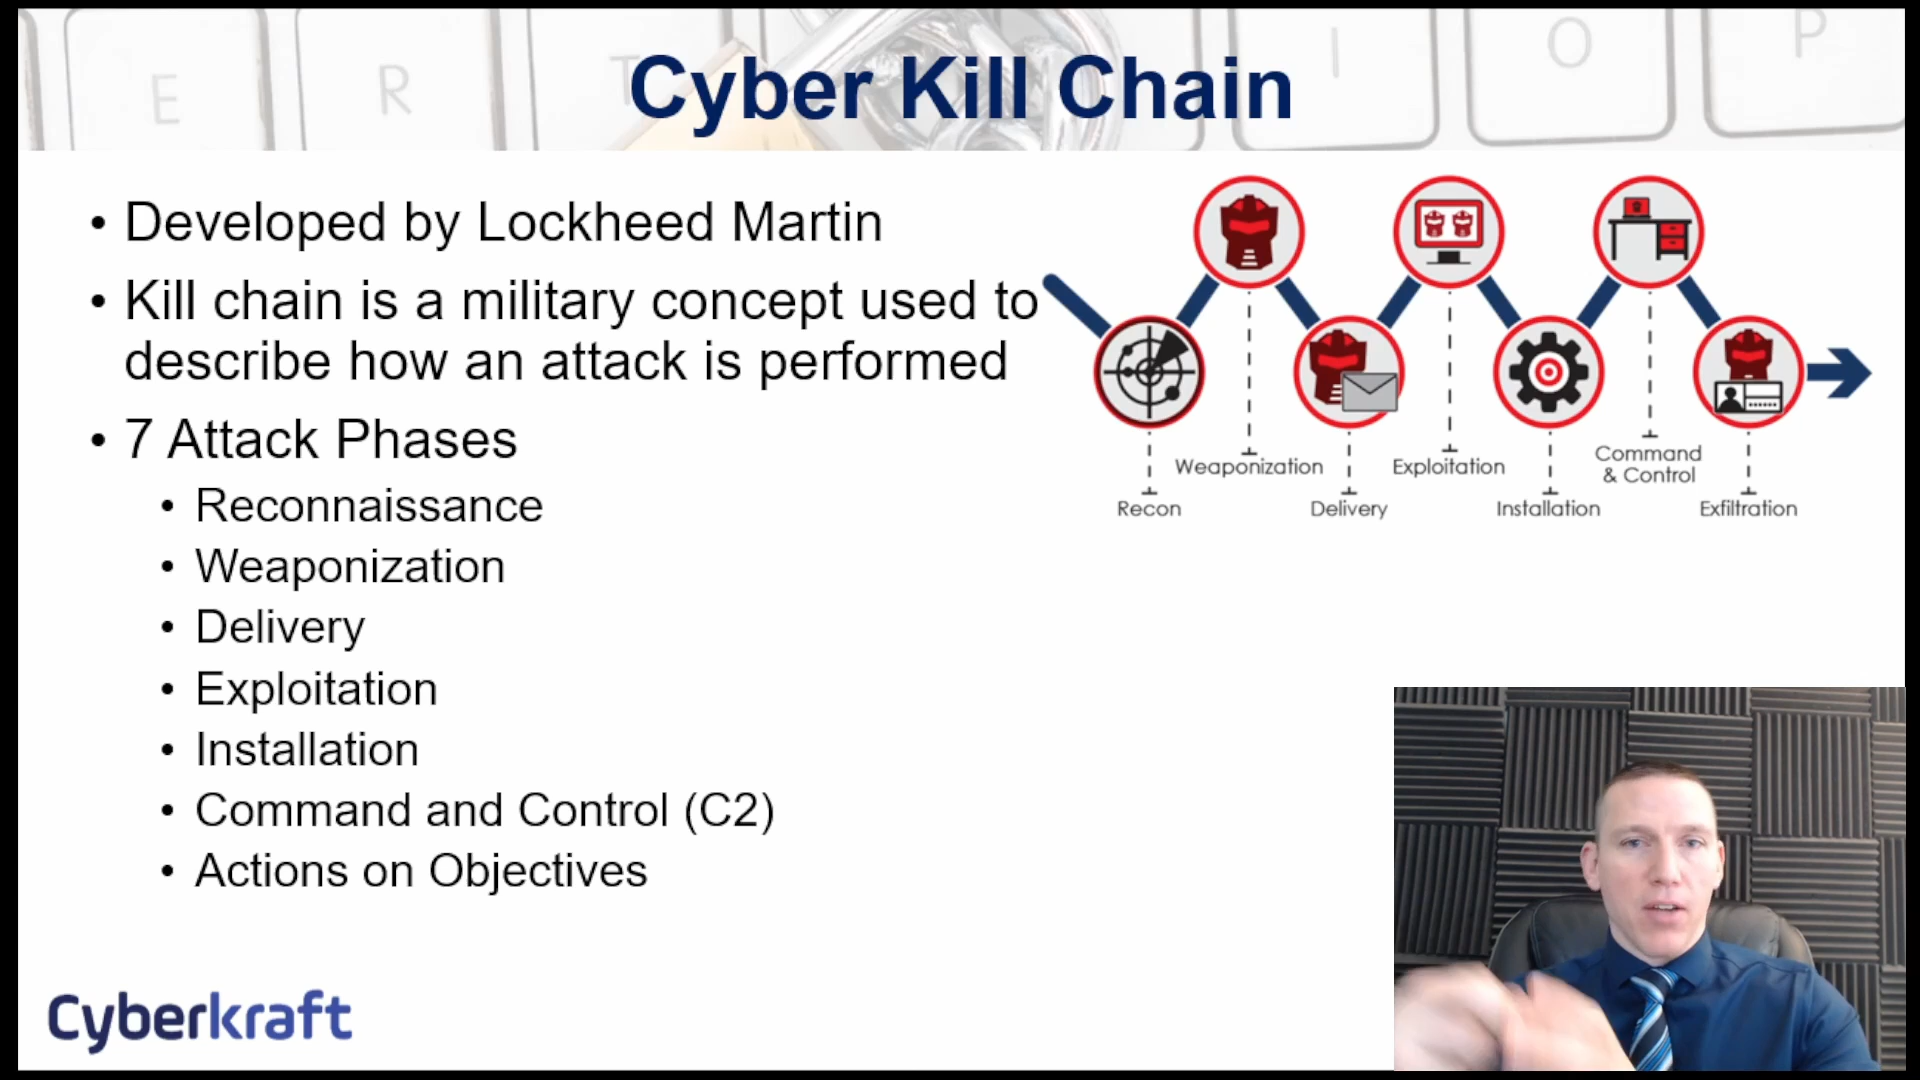 E R T I O P
Cyber Kill Chain
• Developed by Lockheed Martin
• Kill chain is a military concept used to
describe how an attack is performed
• 7 Attack Phases
• Reconnaissance
• Weaponization
• Delivery
• Exploitation
• Installation
• Command and Control (C2)
• Actions on Objectives
Weaponization
Exploitation
Command
& Control
Recon
Delivery
Installation
Exfiltration
Cyberkraft